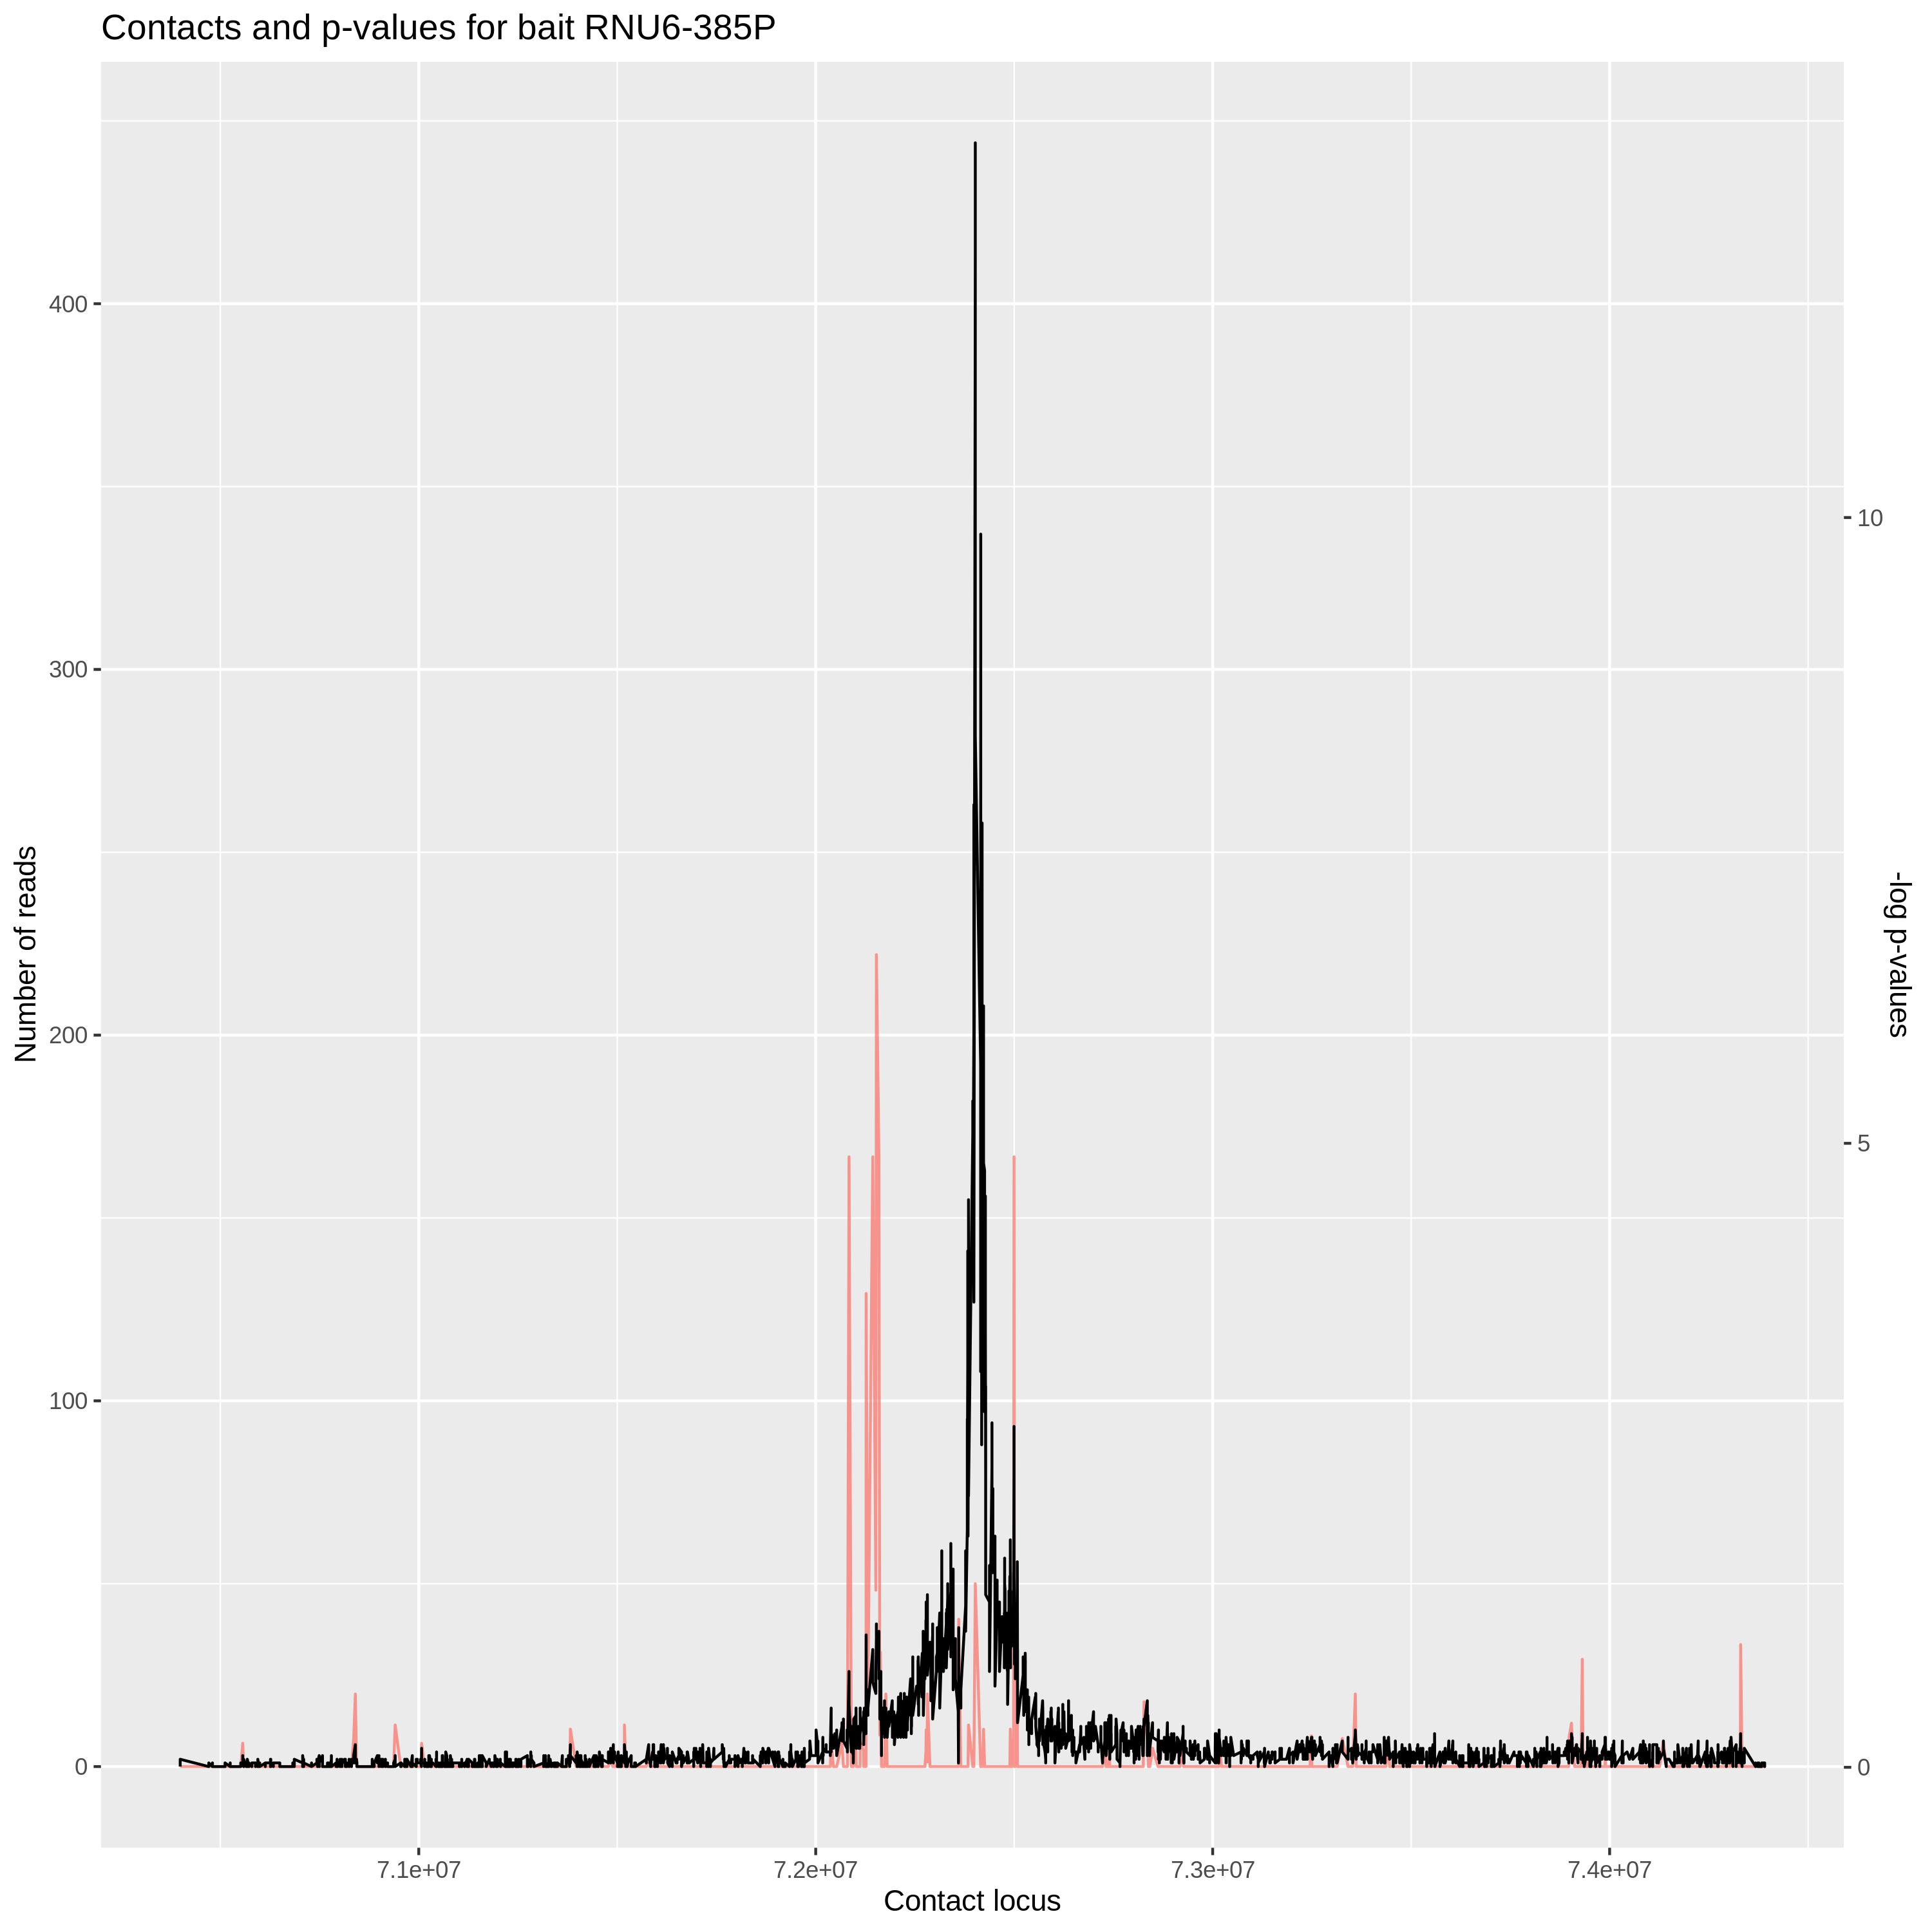 Contacts and p-values for bait RNU6-385P
400
300
200
100
0
Number of reads
10
5
0
-log p-values
7.1e+07
7.2e+07
7.3e+07
7.4e+07
Contact locus